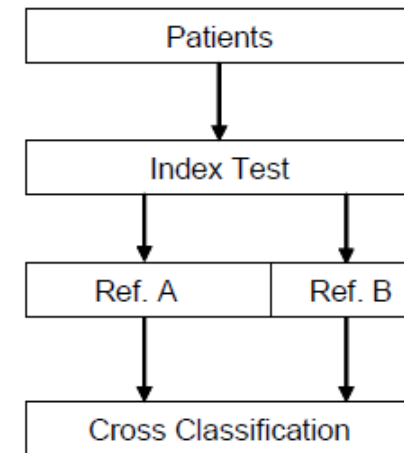 Patients
Index Test
Ref. A
Ref. B
Cross Classification